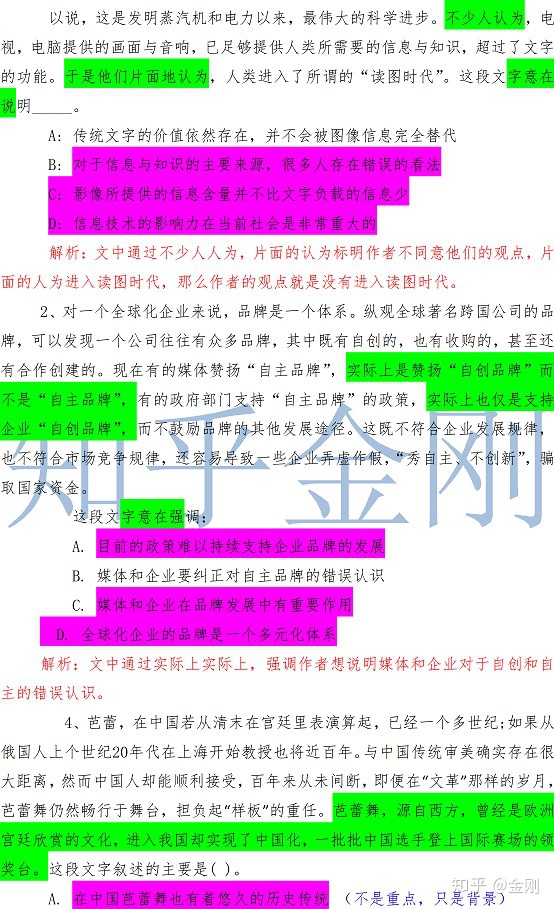 以说，这是发明蒸汽机和电力以来，最伟大的科学进步。不少人认为，电
视，电脑提供的画面与音响，已足够提供人类所需要的信息与知识，超过了文字
的功能。于是他们片面地认为，人类进入了所谓的“读图时代”。这段文字意在
说明_____。
A：传统文字的价值依然存在，并不会被图像信息完全替代
B：对于信息与知识的主要来源，很多人存在错误的看法
C：影像所提供的信息含量并不比文字负载的信息少
D：信息技术的影响力在当前社会是非常重大的
解析：文中通过不少人人为，片面的认为标明作者不同意他们的观点，片
面的人为进入读图时代，那么作者的观点就是没有进入读图时代。
2、对一个全球化企业来说，品牌是一个体系。纵观全球著名跨国公司的品
牌，可以发现一个公司往往有众多品牌，其中既有自创的，也有收购的，甚至还
有合作创建的。现在有的媒体赞扬“自主品牌”，实际上是赞扬“自创品牌”而
不是“自主品牌”，有的政府部门支持“自主品牌”的政策，实际上也仅是支持
企业“自创品牌”，而不鼓励品牌的其他发展途径。这既不符合企业发展规律，
也不符合市场竞争规律，还容易导致一些企业弄虚作假，“秀自主、不创新”，骗
取国家资金。
这段文字意在强调：
A. 目前的政策难以持续支持企业品牌的发展
B. 媒体和企业要纠正对自主品牌的错误认识
C. 媒体和企业在品牌发展中有重要作用
D. 全球化企业的品牌是一个多元化体系
解析：文中通过实际上实际上，强调作者想说明媒体和企业对于自创和自
主的错误认识。
4、芭蕾，在中国若从清末在宫廷里表演算起，已经一个多世纪;如果从
俄国人上个世纪20年代在上海开始教授也将近百年。与中国传统审美确实存在很
大距离，然而中国人却能顺利接受，百年来从未间断，即便在"文革"那样的岁月，
芭蕾舞仍然畅行于舞台，担负起"样板"的重任。芭蕾舞，源自西方，曾经是欧洲
宫廷欣赏的文化，进入我国却实现了中国化，一批批中国选手登上国际赛场的领
奖台。这段文字叙述的主要是( )。
A. 在中国芭蕾舞也有着悠久的历史传统 （不是重点，只是背景）
知乎金刚
知乎 @金刚